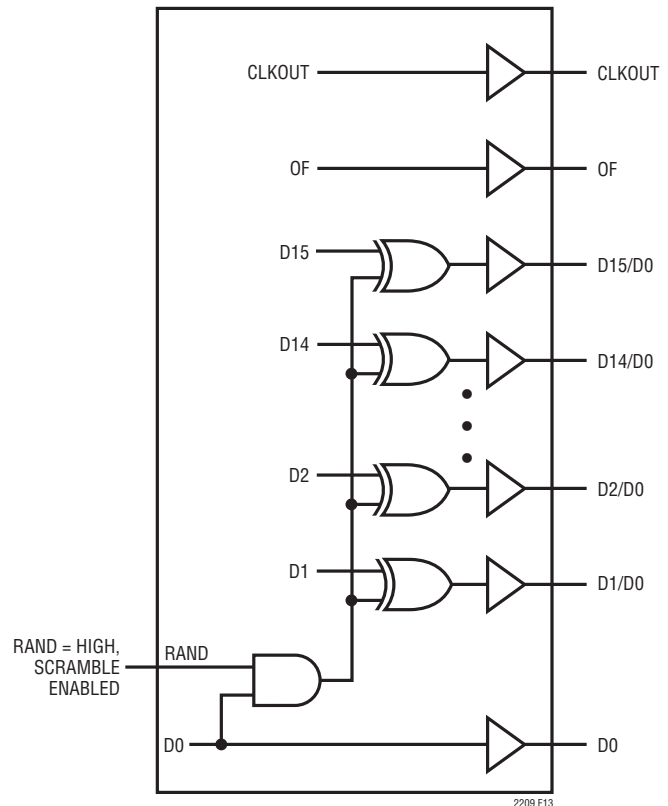 CLKOUT
CLKOUT
OF
OF
D15
D15/D0
D14
D14/D0
D2
D2/D0
D1
D1/D0
RAND = HIGH,
SCRAMBLE
ENABLED
RAND
D0
D0
2209 F13